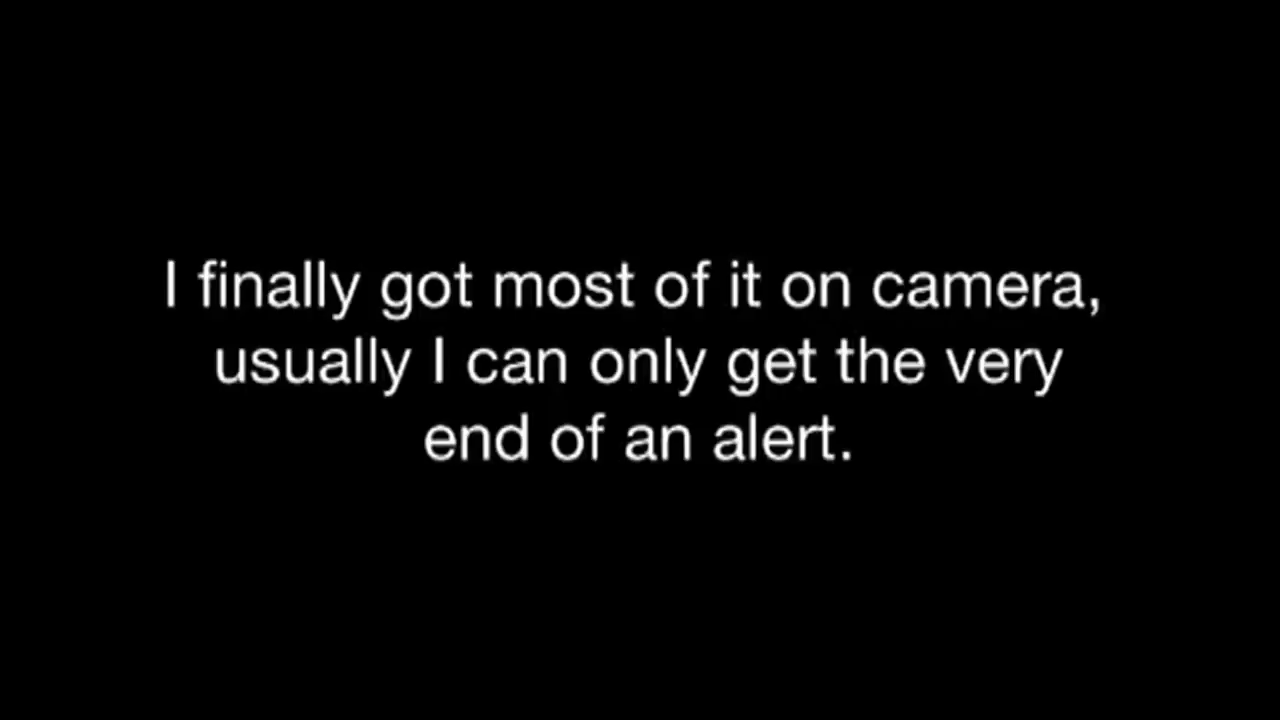 I finally got most of it on camera,
usually I can only get the very
end of an alert.